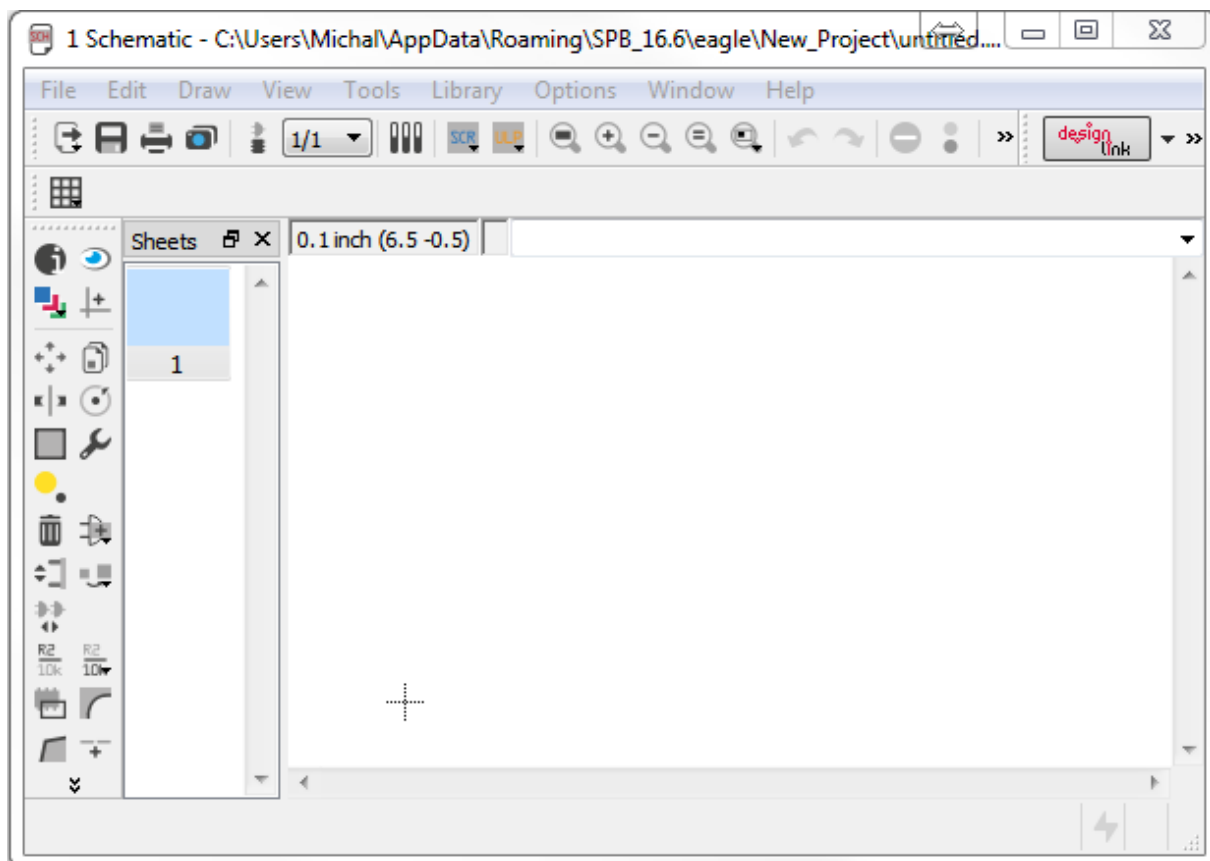 1 Schematic - C:\Users\Michal\AppData\Roaming\SPB_16.6\eagle\New_Project\untitled....
File Edit Draw View Tools Library Options Window Help
1/1 SCR ULP design link
Sheets 0.1 inch (6.5 -0.5)
1
R2 R2
10k 10k